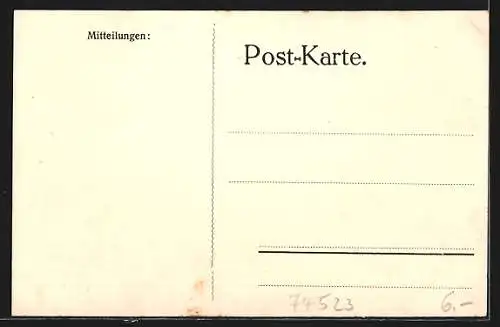 Mitteilungen:
Post-Karte.
74523
6.-